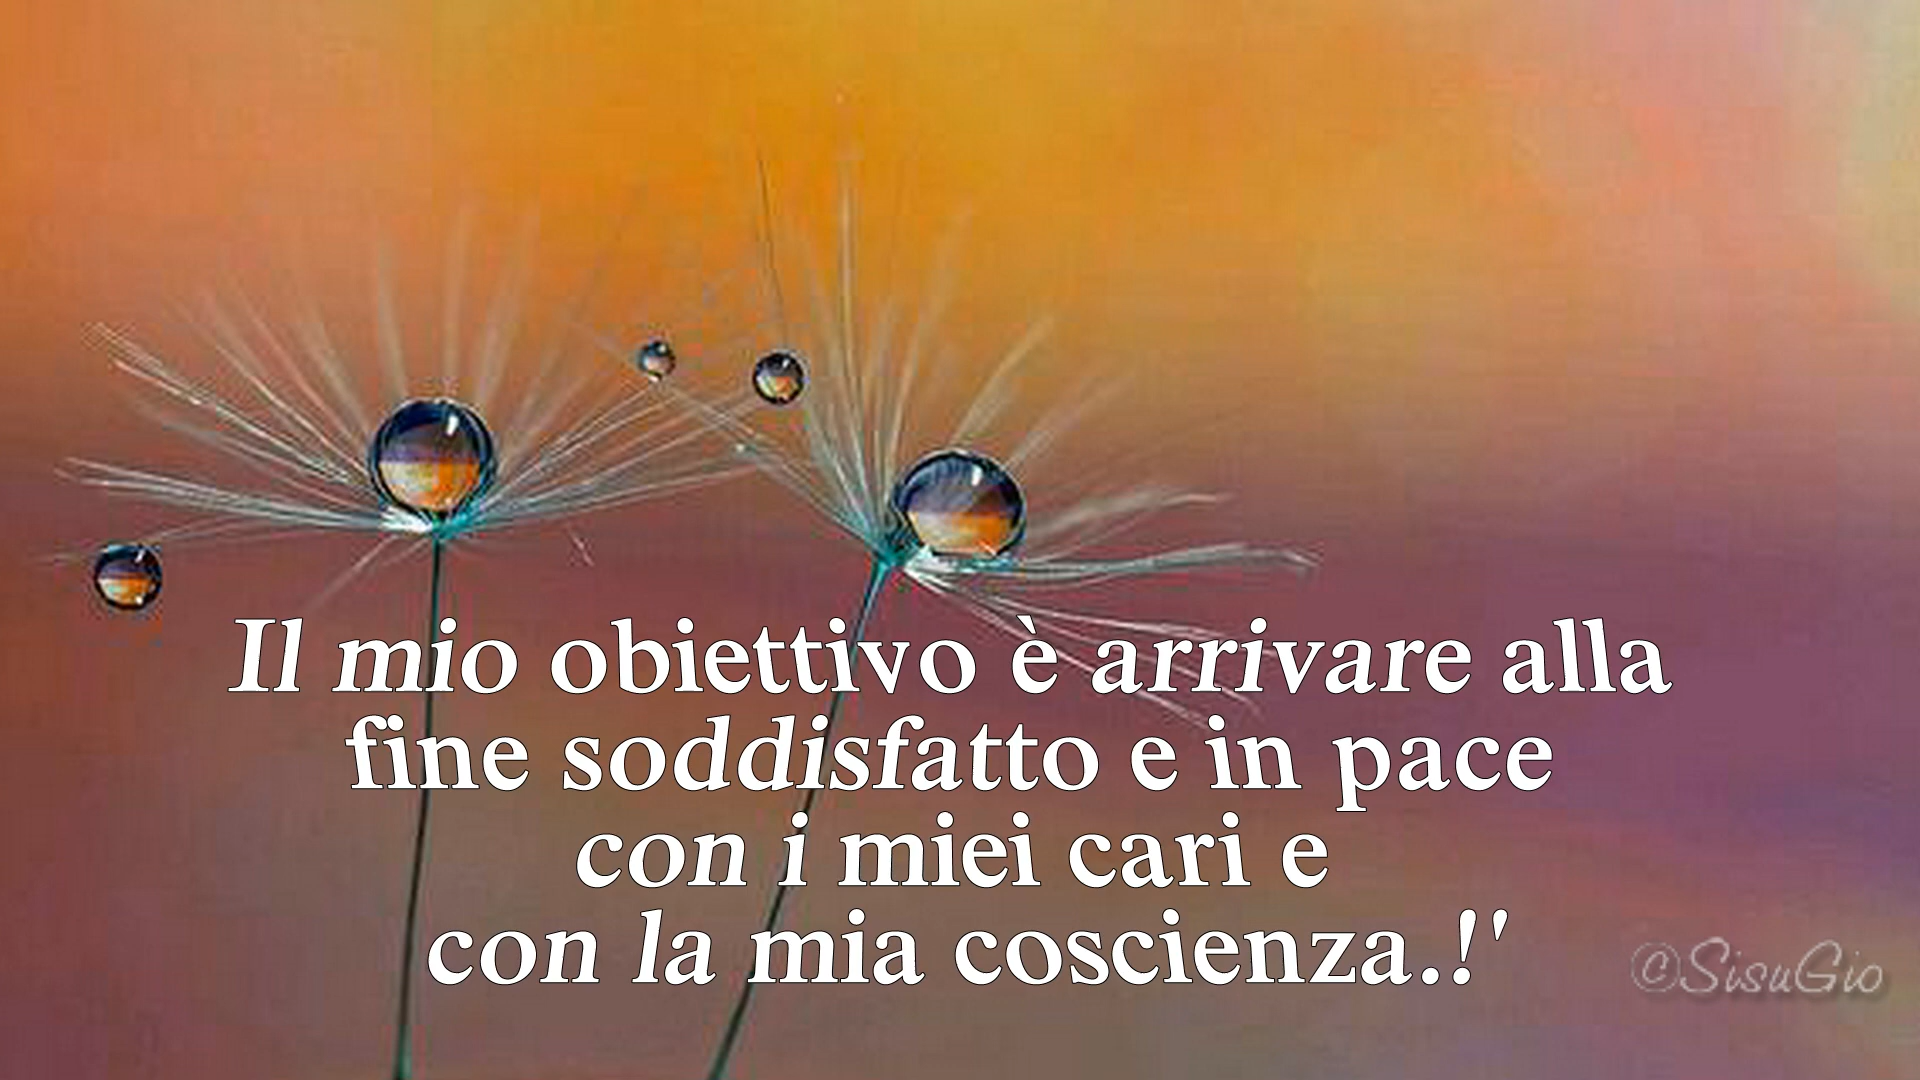 Il mio obiettivo è arrivare alla
fine soddisfatto e in pace
con i miei cari e
con la mia coscienza.!'
©SisuGio